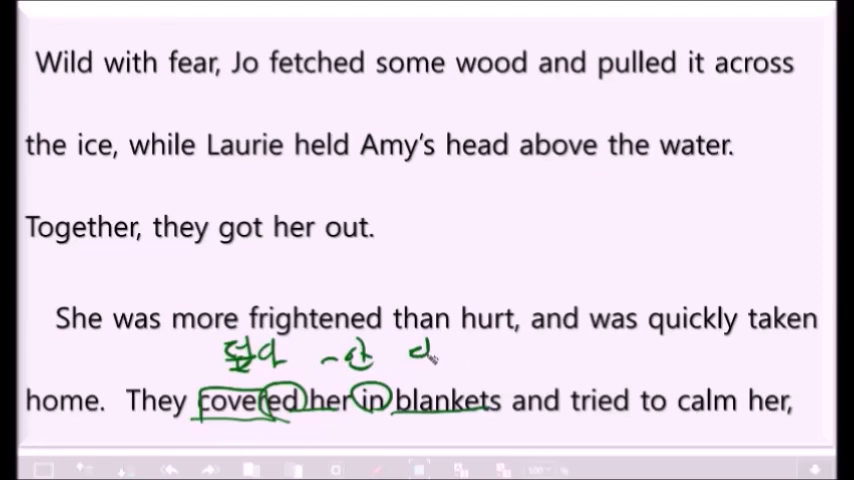 Wild with fear, Jo fetched some wood and pulled it across
the ice, while Laurie held Amy's head above the water.
Together, they got her out.
She was more frightened than hurt, and was quickly taken
덮다 ~안
home. They covered her in blankets and tried to calm her,